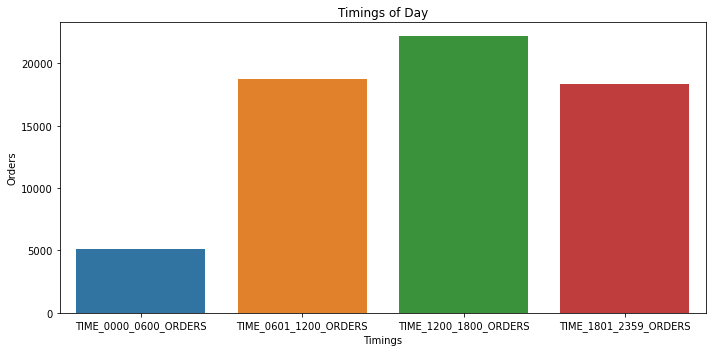 Timings of Day
Orders
20000
15000
10000
5000
0
TIME_0000_0600_ORDERS TIME_0601_1200_ORDERS TIME_1200_1800_ORDERS TIME_1801_2359_ORDERS
Timings